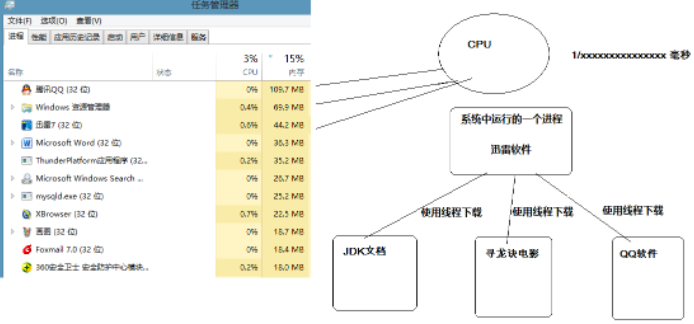 任务管理器
文件(F) 选项(O) 查看(V)
进程 性能 应用历史记录 启动 用户 详细信息 服务
3% 15%
名称 状态 CPU 内存
腾讯QQ (32 位) 0% 109.7 MB
Windows 资源管理器 0.4% 69.9 MB
迅雷7 (32 位) 0.6% 44.2 MB
Microsoft Word (32 位) 0% 36.3 MB
ThunderPlatform应用程序 (32... 0.2% 35.2 MB
Microsoft Windows Search ... 0% 26.7 MB
mysqld.exe (32 位) 0% 25.2 MB
XBrowser (32 位) 0.7% 22.5 MB
画图 (32 位) 0% 18.7 MB
Foxmail 7.0 (32 位) 0% 18.4 MB
360安全卫士 安全防护中心模块... 0.2% 18.0 MB
CPU
1/xxxxxxxxxxxxxxx 毫秒
系统中运行的一个进程
迅雷软件
使用线程下载 使用线程下载 使用线程下载
JDK文档 寻龙诀电影 QQ软件